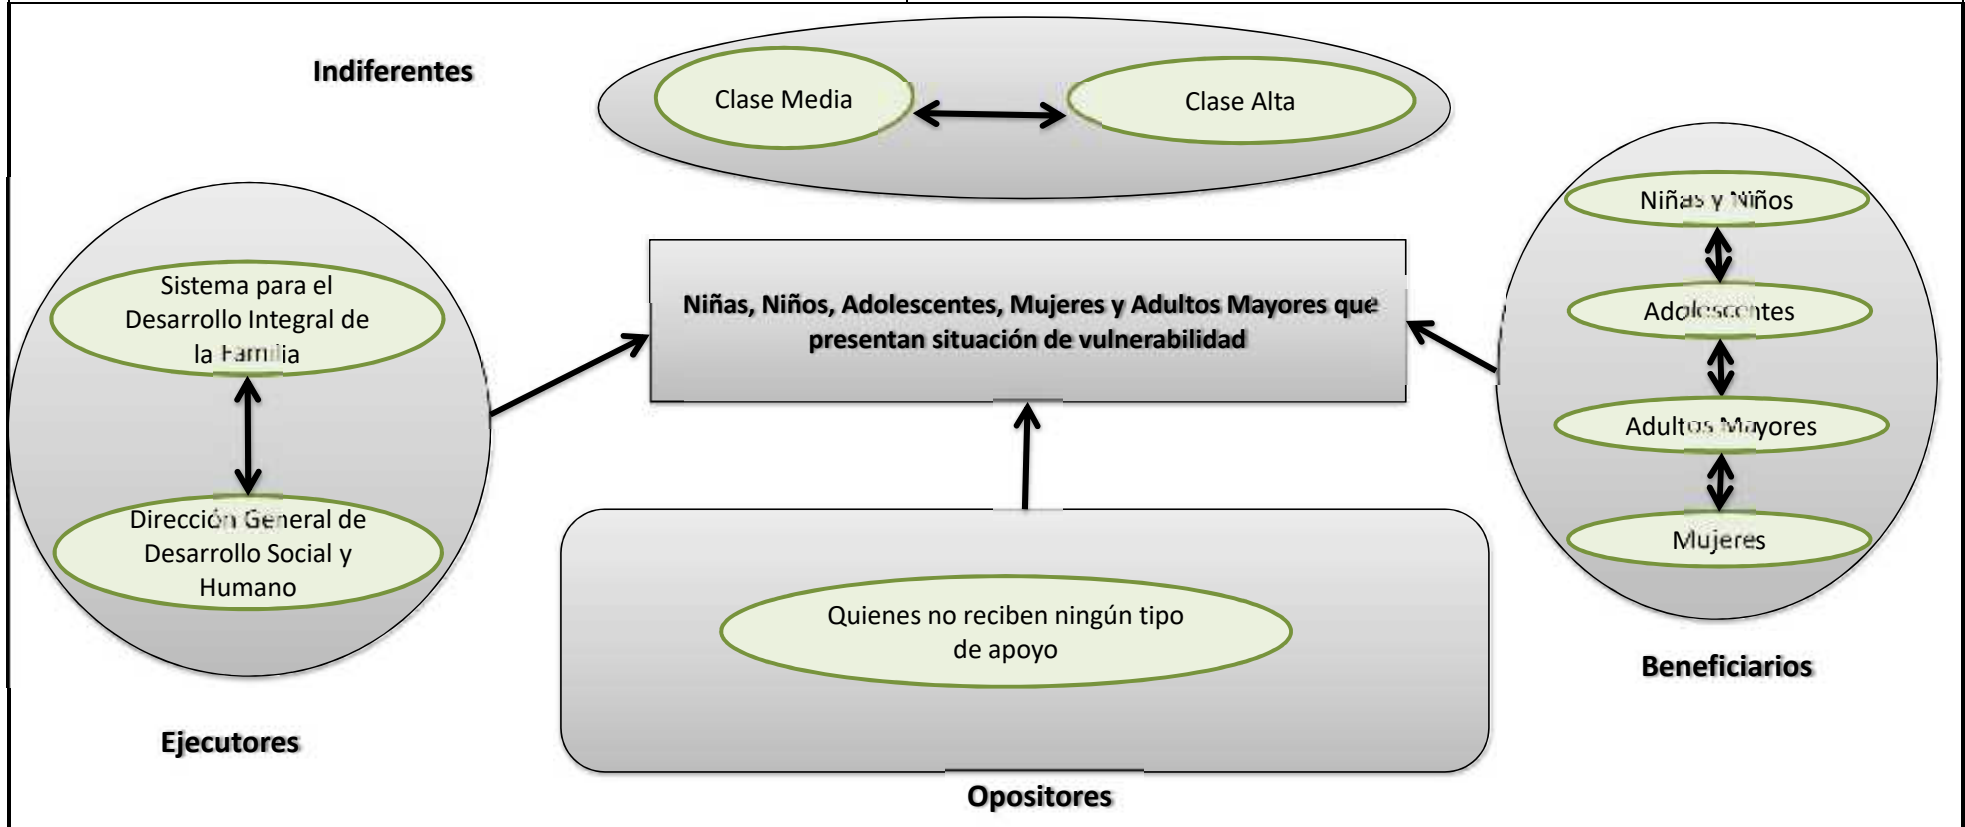 Indiferentes
Clase Media
Clase Alta
Niñas y Niños
Sistema para el
Desarrollo Integral de
la Familia
Niñas, Niños, Adolescentes, Mujeres y Adultos Mayores que
presentan situación de vulnerabilidad
Adolescentes
Adultos Mayores
Dirección General de
Desarrollo Social y
Humano
Mujeres
Quienes no reciben ningún tipo
de apoyo
Beneficiarios
Ejecutores
Opositores